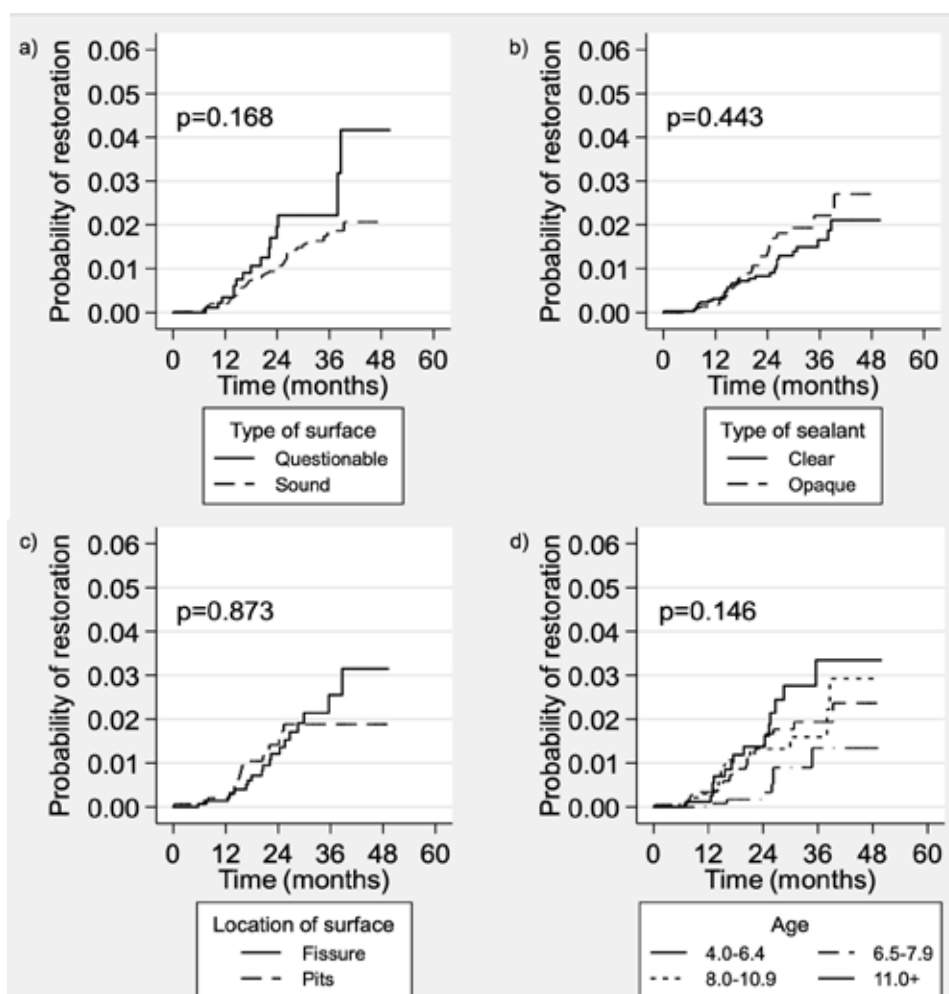 a)
Probability of restoration
0.06
0.05
0.04
0.03
0.02
0.01
0.00
p=0.168
0 12 24 36 48 60
Time (months)
Type of surface
Questionable
Sound
b)
Probability of restoration
0.06
0.05
0.04
0.03
0.02
0.01
0.00
p=0.443
0 12 24 36 48 60
Time (months)
Type of sealant
Clear
Opaque
c)
Probability of restoration
0.06
0.05
0.04
0.03
0.02
0.01
0.00
p=0.873
0 12 24 36 48 60
Time (months)
Location of surface
Fissure
Pits
d)
Probability of restoration
0.06
0.05
0.04
0.03
0.02
0.01
0.00
p=0.146
0 12 24 36 48 60
Time (months)
Age
4.0-6.4 6.5-7.9
8.0-10.9 11.0+